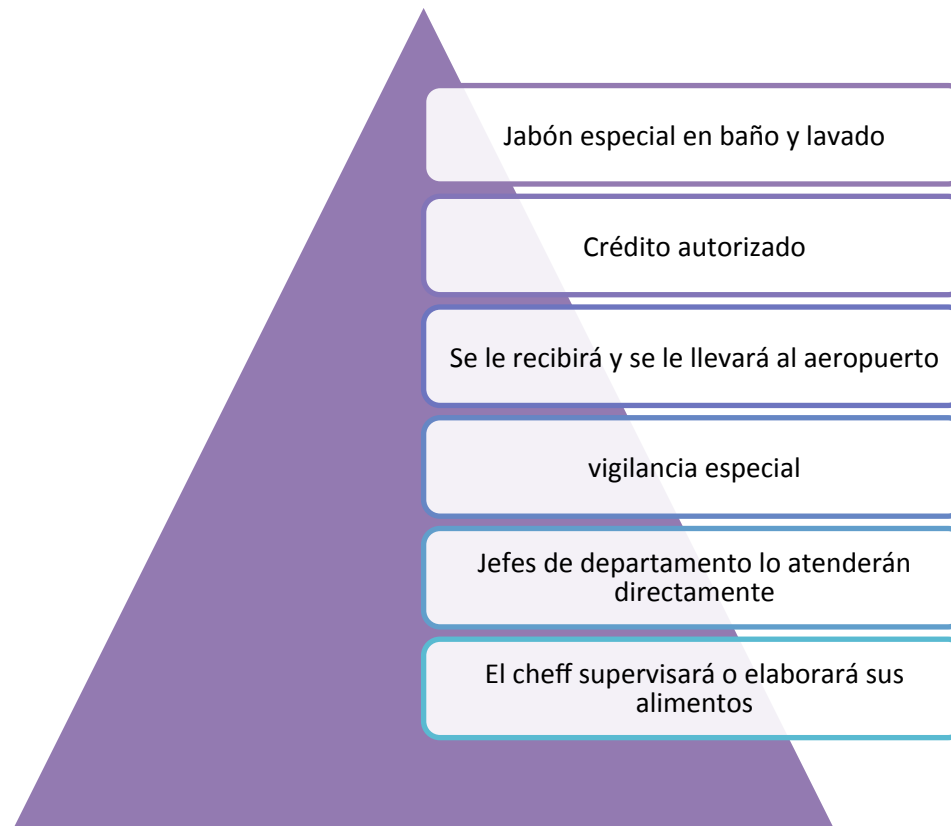 Jabón especial en baño y lavado
Crédito autorizado
Se le recibirá y se le llevará al aeropuerto
vigilancia especial
Jefes de departamento lo atenderán
directamente
El cheff supervisará o elaborará sus
alimentos